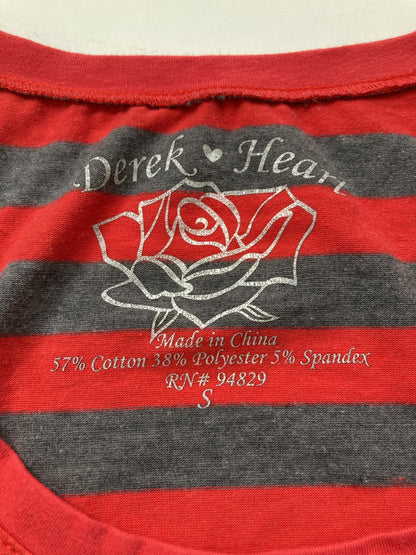 Derek ♥ Heart
Made in China
57% Cotton 38% Polyester 5% Spandex
RN# 94829
S